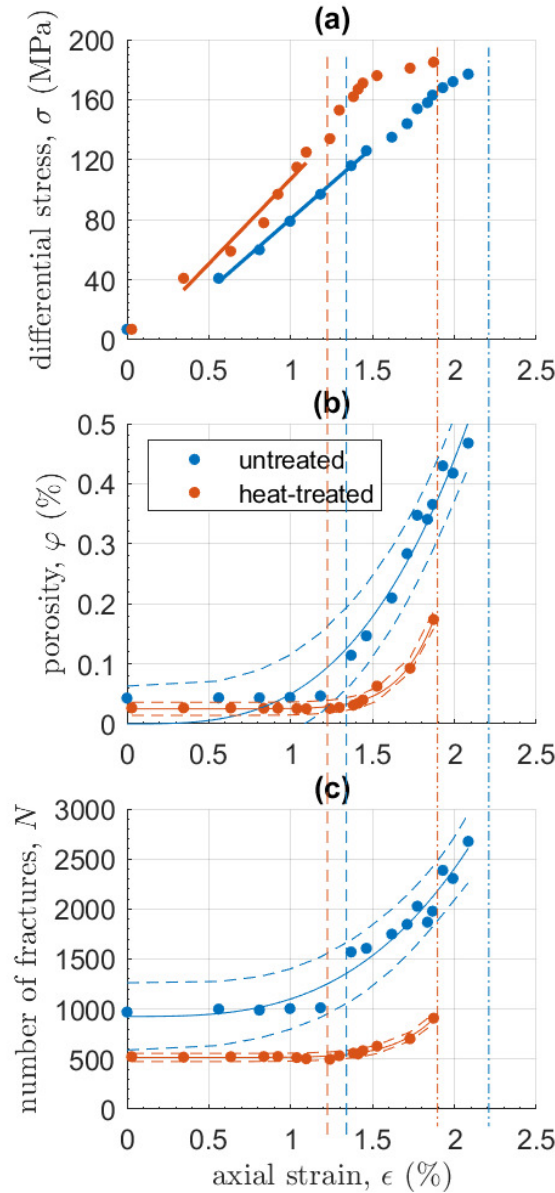 (a)
differential stress, σ (MPa)
200
160
120
80
40
0
0 0.5 1 1.5 2 2.5
(b)
porosity, φ (%)
0.5
0.4
0.3
0.2
0.1
0
untreated
heat-treated
0 0.5 1 1.5 2 2.5
(c)
number of fractures, N
3000
2500
2000
1500
1000
500
0
0 0.5 1 1.5 2 2.5
axial strain, ϵ (%)